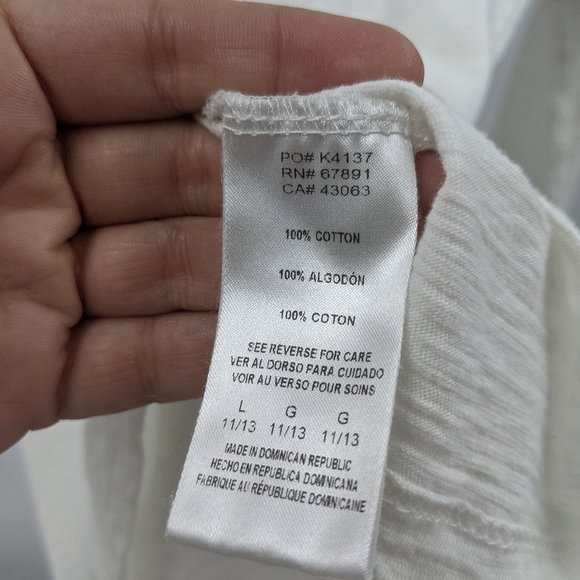 PO# K4137
RN# 67891
CA# 43063
100% COTTON
100% ALGODÓN
100% COTON
SEE REVERSE FOR CARE
VER AL DORSO PARA CUIDADO
VOIR AU VERSO POUR SOINS
L G G
11/13 11/13 11/13
MADE IN DOMINICAN REPUBLIC
HECHO EN REPUBLICA DOMINICANA
FABRIQUE AU RÉPUBLIQUE DOMINICAINE